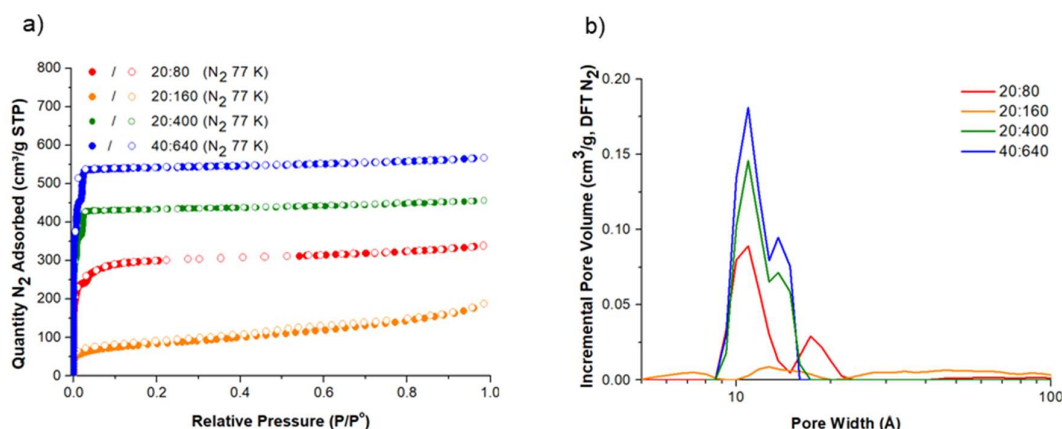 a)
Quantity N2 Adsorbed (cm³/g STP)
800
700
600
500
400
300
200
100
0
/ 20:80 (N2 77 K)
/ 20:160 (N2 77 K)
/ 20:400 (N2 77 K)
/ 40:640 (N2 77 K)
0.0 0.2 0.4 0.6 0.8 1.0
Relative Pressure (P/P°)
b)
Incremental Pore Volume (cm³/g, DFT N2)
0.20
0.15
0.10
0.05
0.00
20:80
20:160
20:400
40:640
10 100
Pore Width (Å)